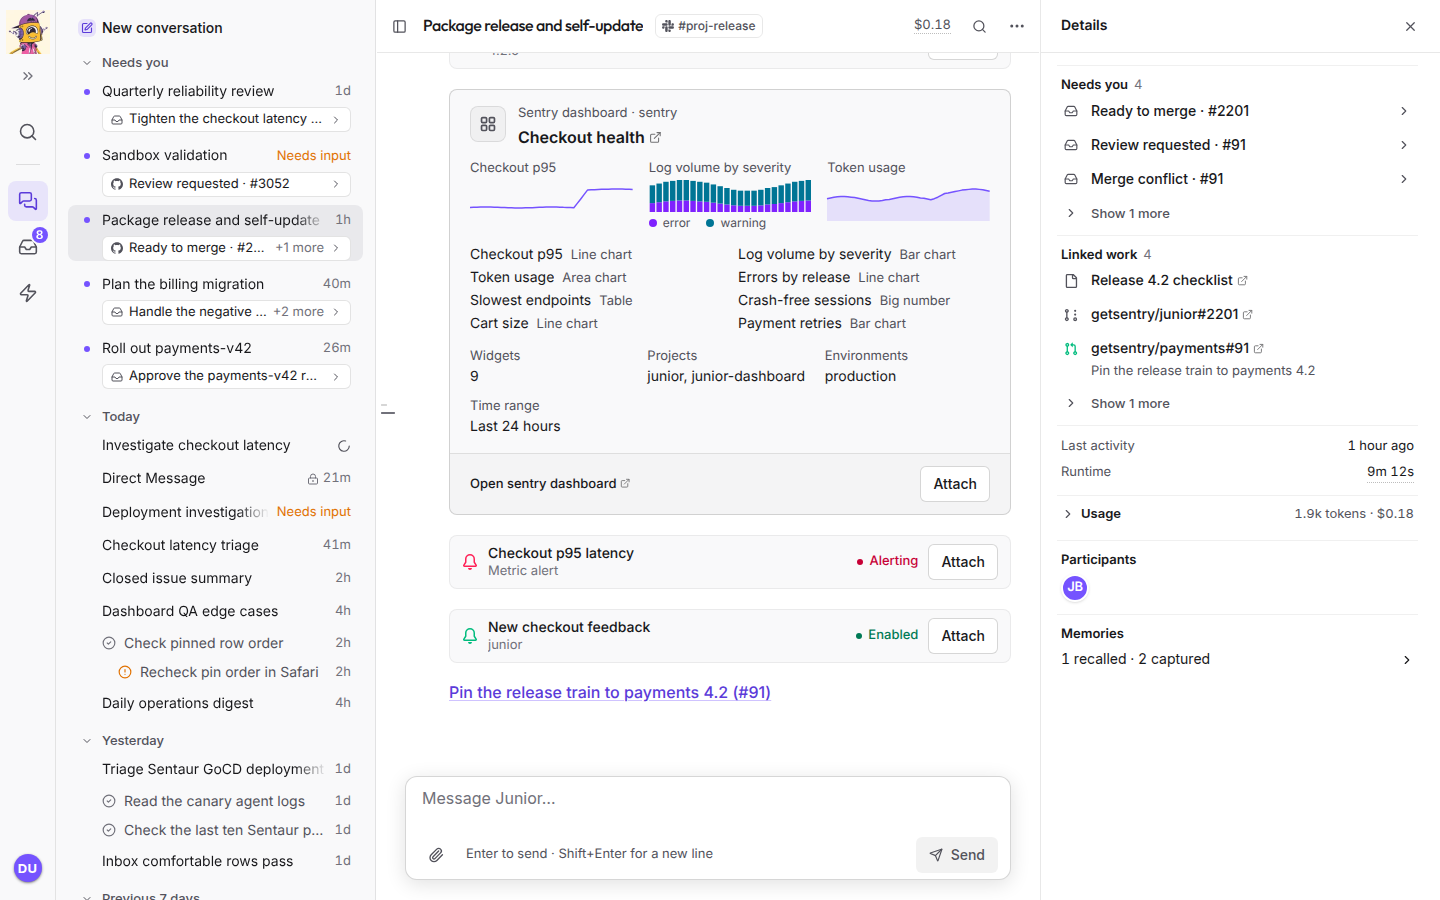 New conversation
Needs you
Quarterly reliability review 1d
Tighten the checkout latency ...
Sandbox validation Needs input
Review requested · #3052
Package release and self-update 1h
Ready to merge · #2... +1 more
Plan the billing migration 40m
Handle the negative ... +2 more
Roll out payments-v42 26m
Approve the payments-v42 r...
Today
Investigate checkout latency
Direct Message 21m
Deployment investigation Needs input
Checkout latency triage 41m
Closed issue summary 2h
Dashboard QA edge cases 4h
Check pinned row order 2h
Recheck pin order in Safari 2h
Daily operations digest 4h
Yesterday
Triage Sentaur GoCD deployment 1d
Read the canary agent logs 1d
Check the last ten Sentaur p... 1d
Inbox comfortable rows pass 1d
Previous 7 days
8
DU
Package release and self-update #proj-release $0.18
Sentry dashboard · sentry
Checkout health
Checkout p95 Log volume by severity Token usage
error warning
Checkout p95 Line chart Log volume by severity Bar chart
Token usage Area chart Errors by release Line chart
Slowest endpoints Table Crash-free sessions Big number
Cart size Line chart Payment retries Bar chart
Widgets Projects Environments
9 junior, junior-dashboard production
Time range
Last 24 hours
Open sentry dashboard Attach
Checkout p95 latency
Metric alert
Alerting Attach
New checkout feedback
junior
Enabled Attach
Pin the release train to payments 4.2 (#91)
Message Junior...
Enter to send · Shift+Enter for a new line Send
Details
Needs you 4
Ready to merge · #2201
Review requested · #91
Merge conflict · #91
Show 1 more
Linked work 4
Release 4.2 checklist
getsentry/junior#2201
getsentry/payments#91
Pin the release train to payments 4.2
Show 1 more
Last activity 1 hour ago
Runtime 9m 12s
Usage 1.9k tokens · $0.18
Participants
JB
Memories
1 recalled · 2 captured